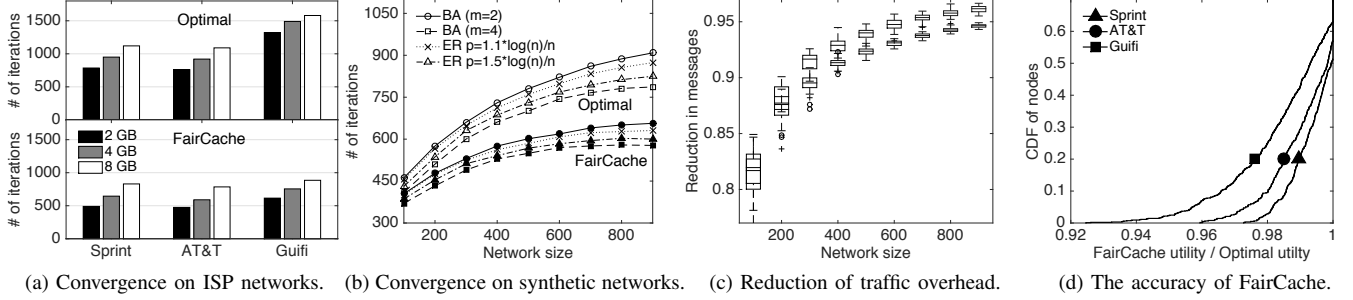 Optimal
1500
1000
500
0
# of iterations
FairCache
2 GB
4 GB
8 GB
1500
1000
500
0
# of iterations
Sprint AT&T Guifi
(a) Convergence on ISP networks.
1050
900
750
600
450
300
# of iterations
BA (m=2)
BA (m=4)
ER p=1.1*log(n)/n
ER p=1.5*log(n)/n
Optimal
FairCache
200 400 600 800
Network size
(b) Convergence on synthetic networks.
0.95
0.9
0.85
0.8
Reduction in messages
200 400 600 800
Network size
(c) Reduction of traffic overhead.
0.6
0.5
0.4
0.3
0.2
0.1
0
CDF of nodes
Sprint
AT&T
Guifi
0.92 0.94 0.96 0.98 1
FairCache utility / Optimal utilty
(d) The accuracy of FairCache.